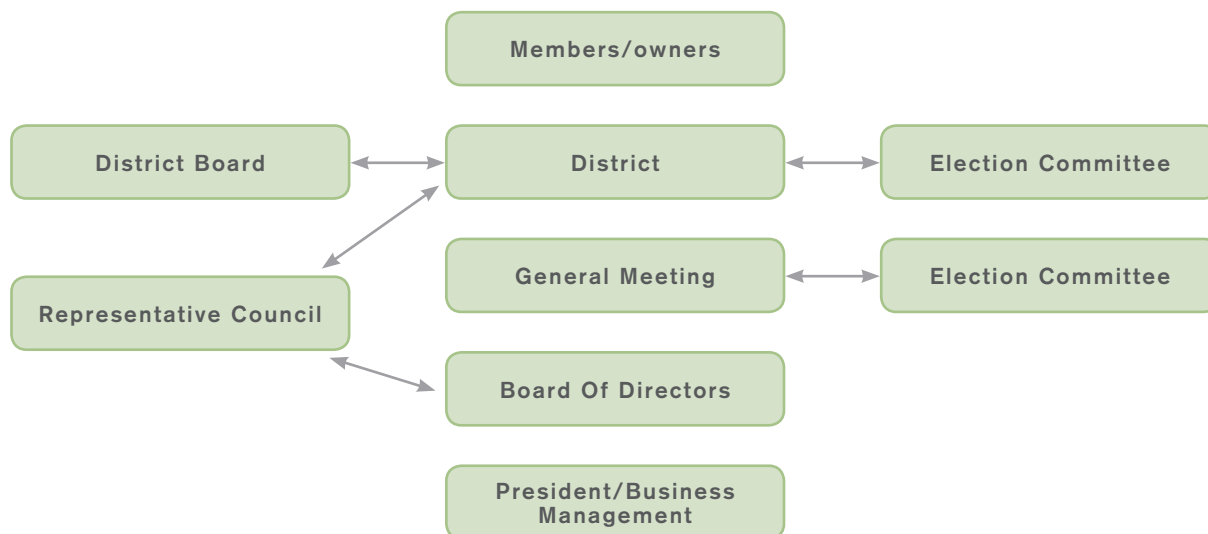 Members/owners
District Board
District
Election Committee
General Meeting
Election Committee
Representative Council
Board Of Directors
President/Business
Management